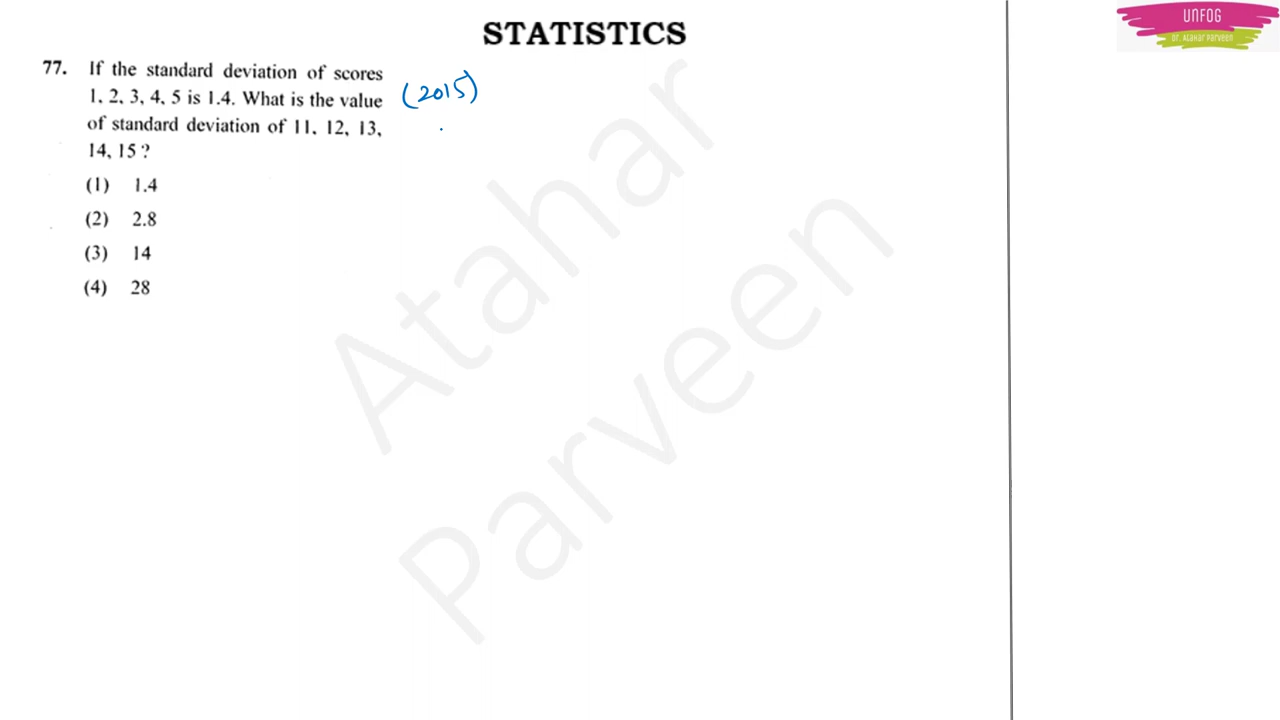 STATISTICS
UNFOG
Dr. Atahar Parveen
77. If the standard deviation of scores
1, 2, 3, 4, 5 is 1.4. What is the value
of standard deviation of 11, 12, 13,
14, 15 ?
(2015)
(1) 1.4
(2) 2.8
(3) 14
(4) 28
Atahar
Parveen